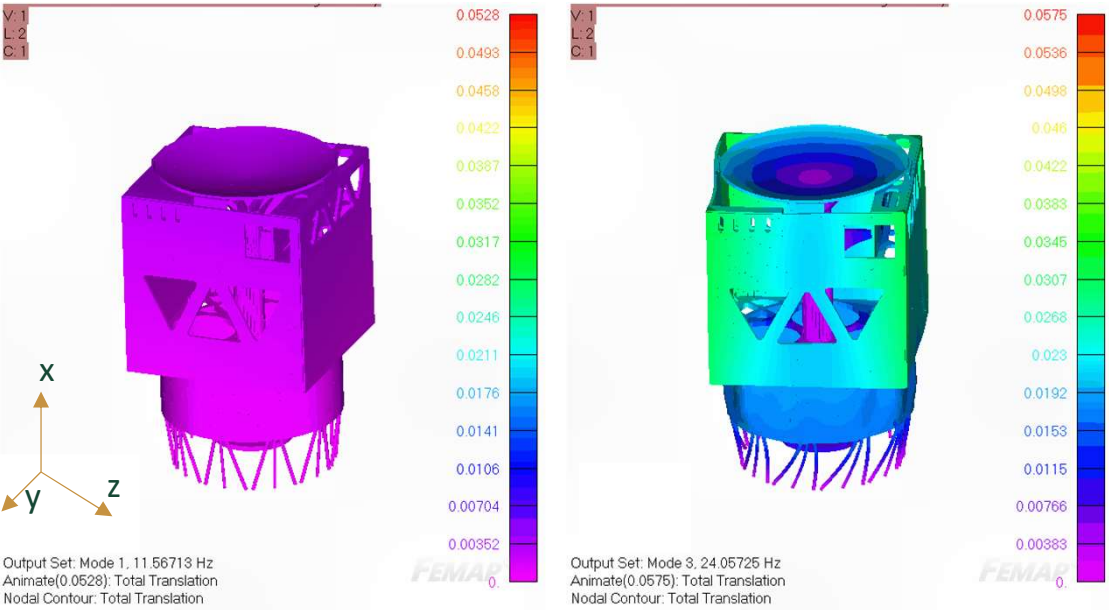 V: 1
L: 2
C: 1
0.0528
0.0493
0.0458
0.0422
0.0387
0.0352
0.0317
0.0282
0.0246
0.0211
0.0176
0.0141
0.0106
0.00704
0.00352
0.
X
y
z
Output Set: Mode 1, 11.56713 Hz
Animate(0.0528): Total Translation
Nodal Contour: Total Translation
FEMAP
V: 1
L: 2
C: 1
0.0575
0.0536
0.0498
0.046
0.0422
0.0383
0.0345
0.0307
0.0268
0.023
0.0192
0.0153
0.0115
0.00766
0.00383
0.
Output Set: Mode 3, 24.05725 Hz
Animate(0.0575): Total Translation
Nodal Contour: Total Translation
FEMAP